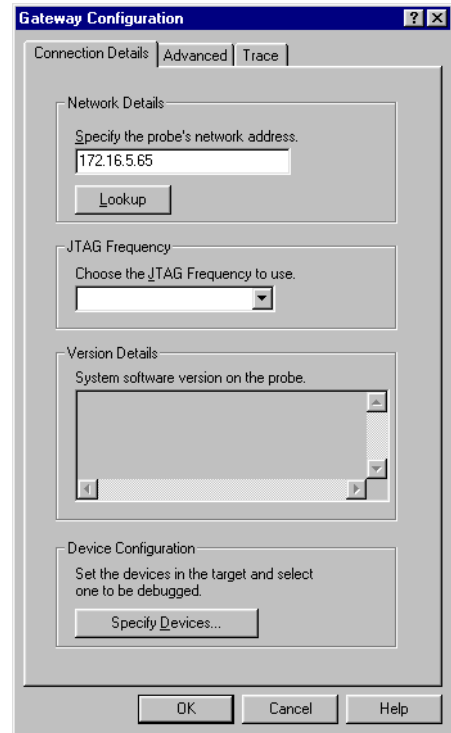 Gateway Configuration
Connection Details Advanced Trace
Network Details
Specify the probe's network address.
172.16.5.65
Lookup
JTAG Frequency
Choose the JTAG Frequency to use.
Version Details
System software version on the probe.
Device Configuration
Set the devices in the target and select
one to be debugged.
Specify Devices...
OK Cancel Help